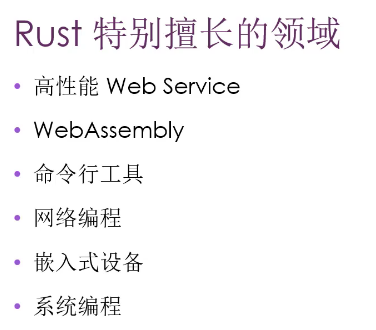 Rust 特别擅长的领域
• 高性能 Web Service
• WebAssembly
• 命令行工具
• 网络编程
• 嵌入式设备
• 系统编程